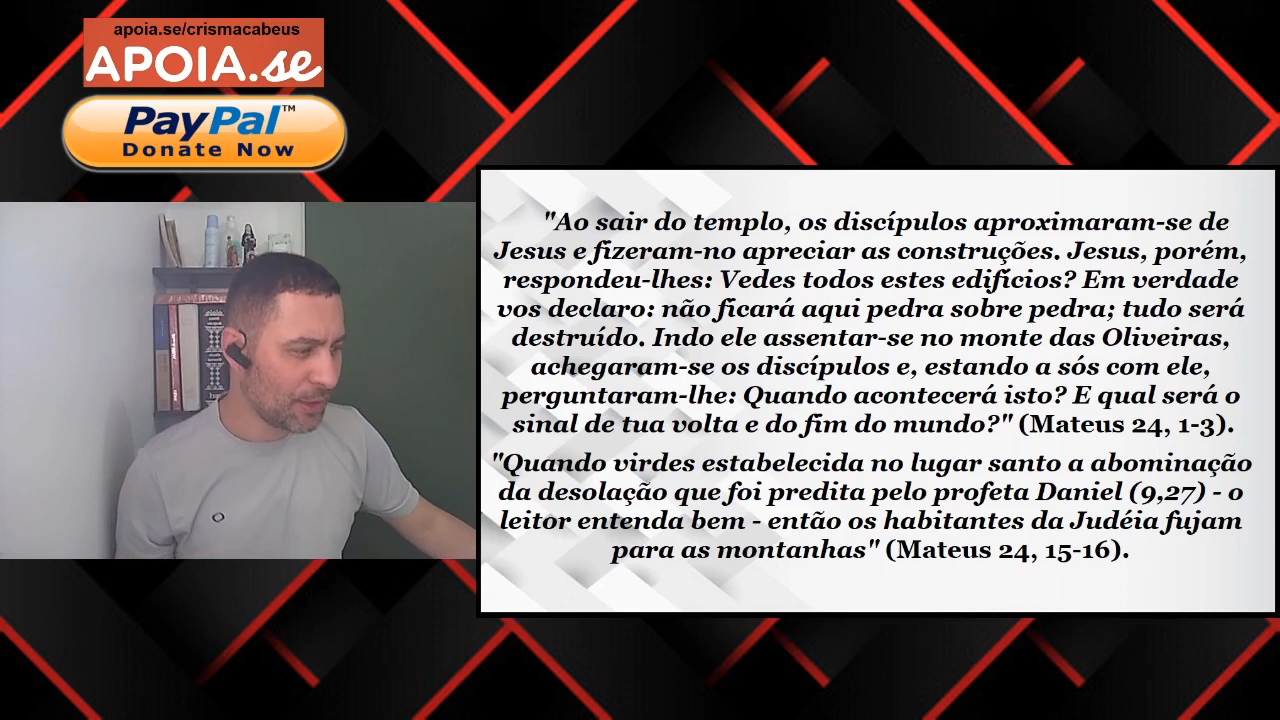 apoia.se/crismacabeus
APOIA.se
PayPal™
Donate Now
"Ao sair do templo, os discípulos aproximaram-se de
Jesus e fizeram-no apreciar as construções. Jesus, porém,
respondeu-lhes: Vedes todos estes edifícios? Em verdade
vos declaro: não ficará aqui pedra sobre pedra; tudo será
destruído. Indo ele assentar-se no monte das Oliveiras,
achegaram-se os discípulos e, estando a sós com ele,
perguntaram-lhe: Quando acontecerá isto? E qual será o
sinal de tua volta e do fim do mundo?" (Mateus 24, 1-3).
"Quando virdes estabelecida no lugar santo a abominação
da desolação que foi predita pelo profeta Daniel (9,27) - o
leitor entenda bem - então os habitantes da Judéia fujam
para as montanhas" (Mateus 24, 15-16).